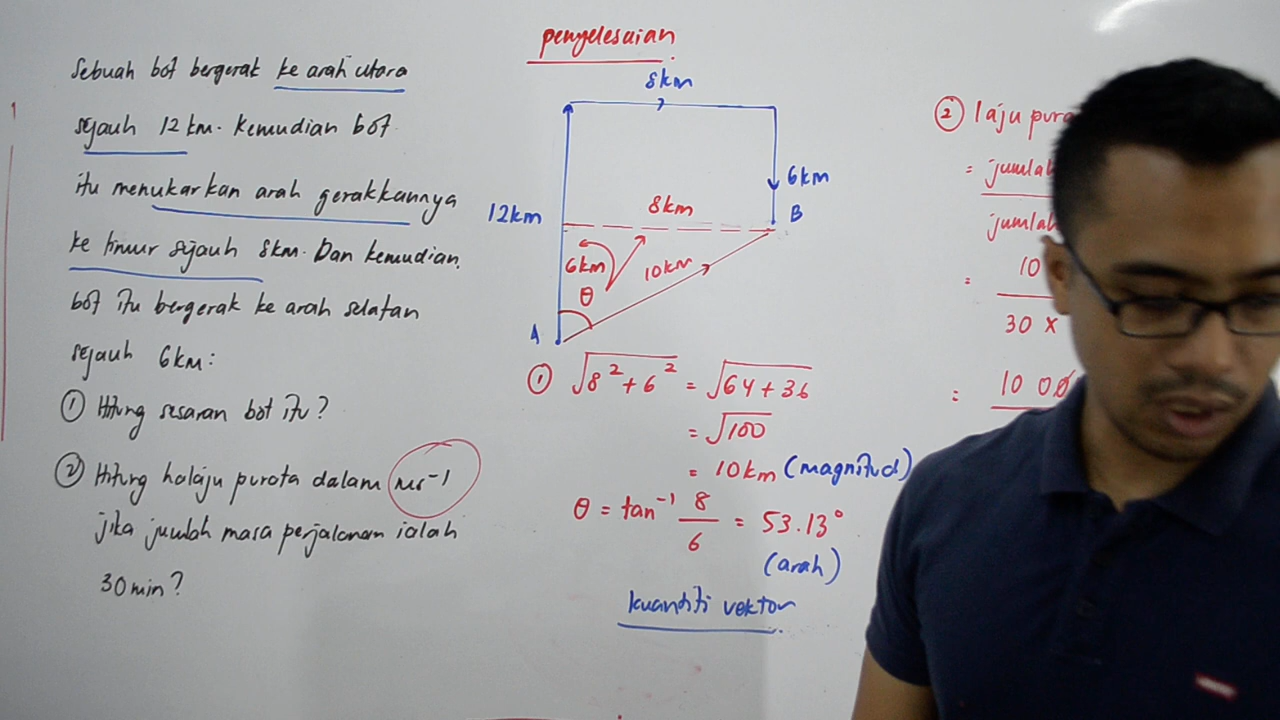 Sebuah bot bergerak ke arah utara
sejauh 12 km. Kemudian bot
itu menukarkan arah gerakkannya
ke timur sejauh 8km. Dan kemudian,
bot itu bergerak ke arah selatan
sejauh 6km:
① Hitung sesaran bot itu?
② Hitung halaju purata dalam ms⁻¹
jika jumlah masa perjalanan ialah
30 min?
penyelesaian
8km
6km
B
12km
8km
6km
10km
θ
A
① √8² + 6² = √64 + 36
= √100
= 10km (magnitud)
θ = tan⁻¹ 8/6 = 53.13°
(arah)
kuantiti vektor
② laju
= jumlah
jumlah
= 10
30 x
= 10 00